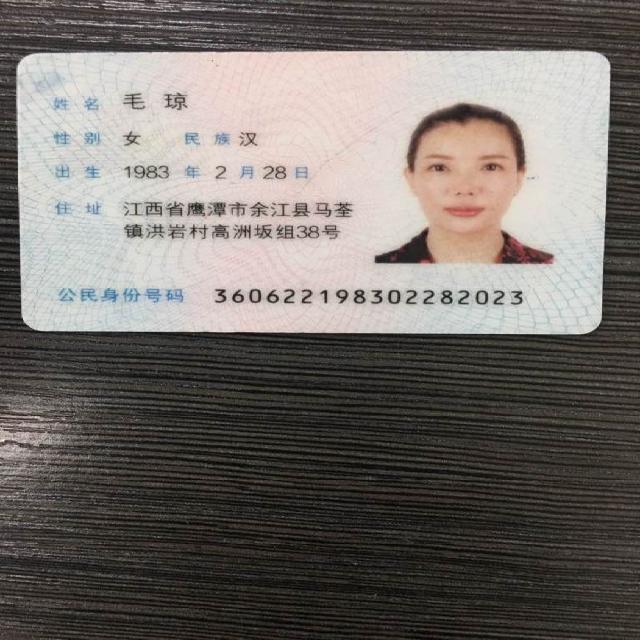 姓名 毛琼
性别 女 民族 汉
出生 1983 年 2 月 28 日
住址 江西省鹰潭市余江县马荃
镇洪岩村高洲坂组38号
公民身份号码 360622198302282023